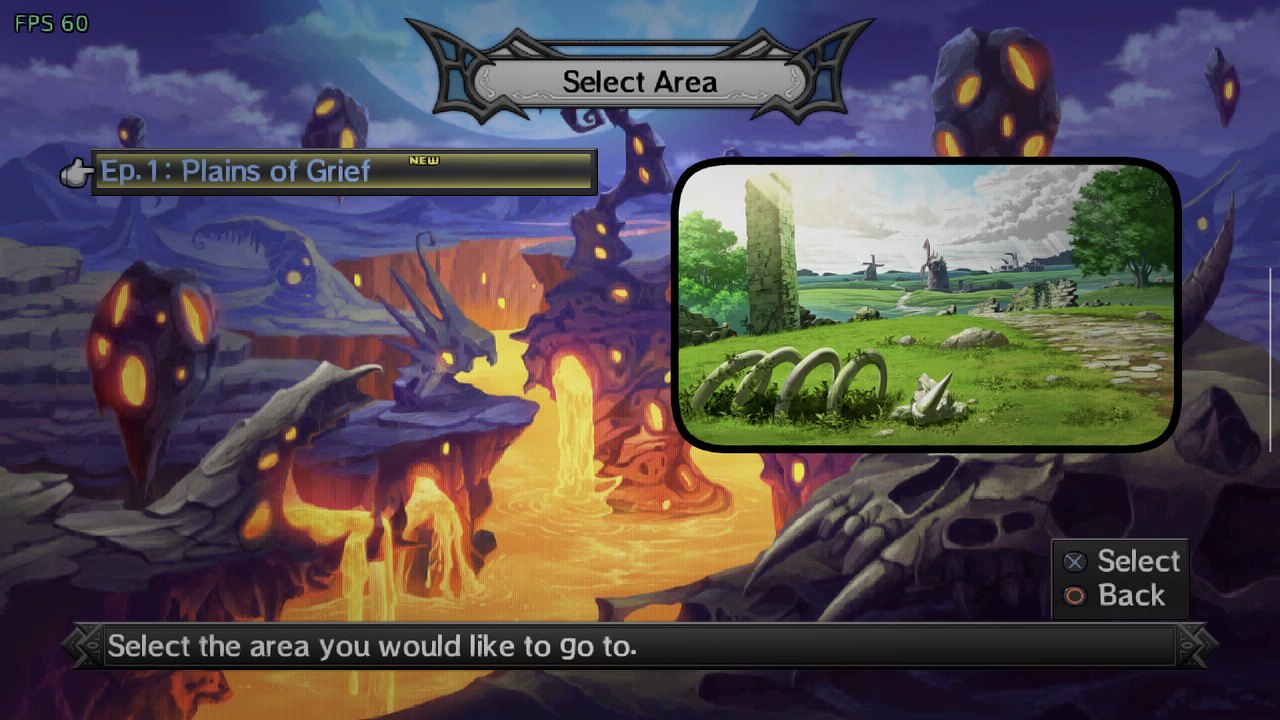 FPS 60
Select Area
Ep.1: Plains of Grief NEW
Select
Back
Select the area you would like to go to.